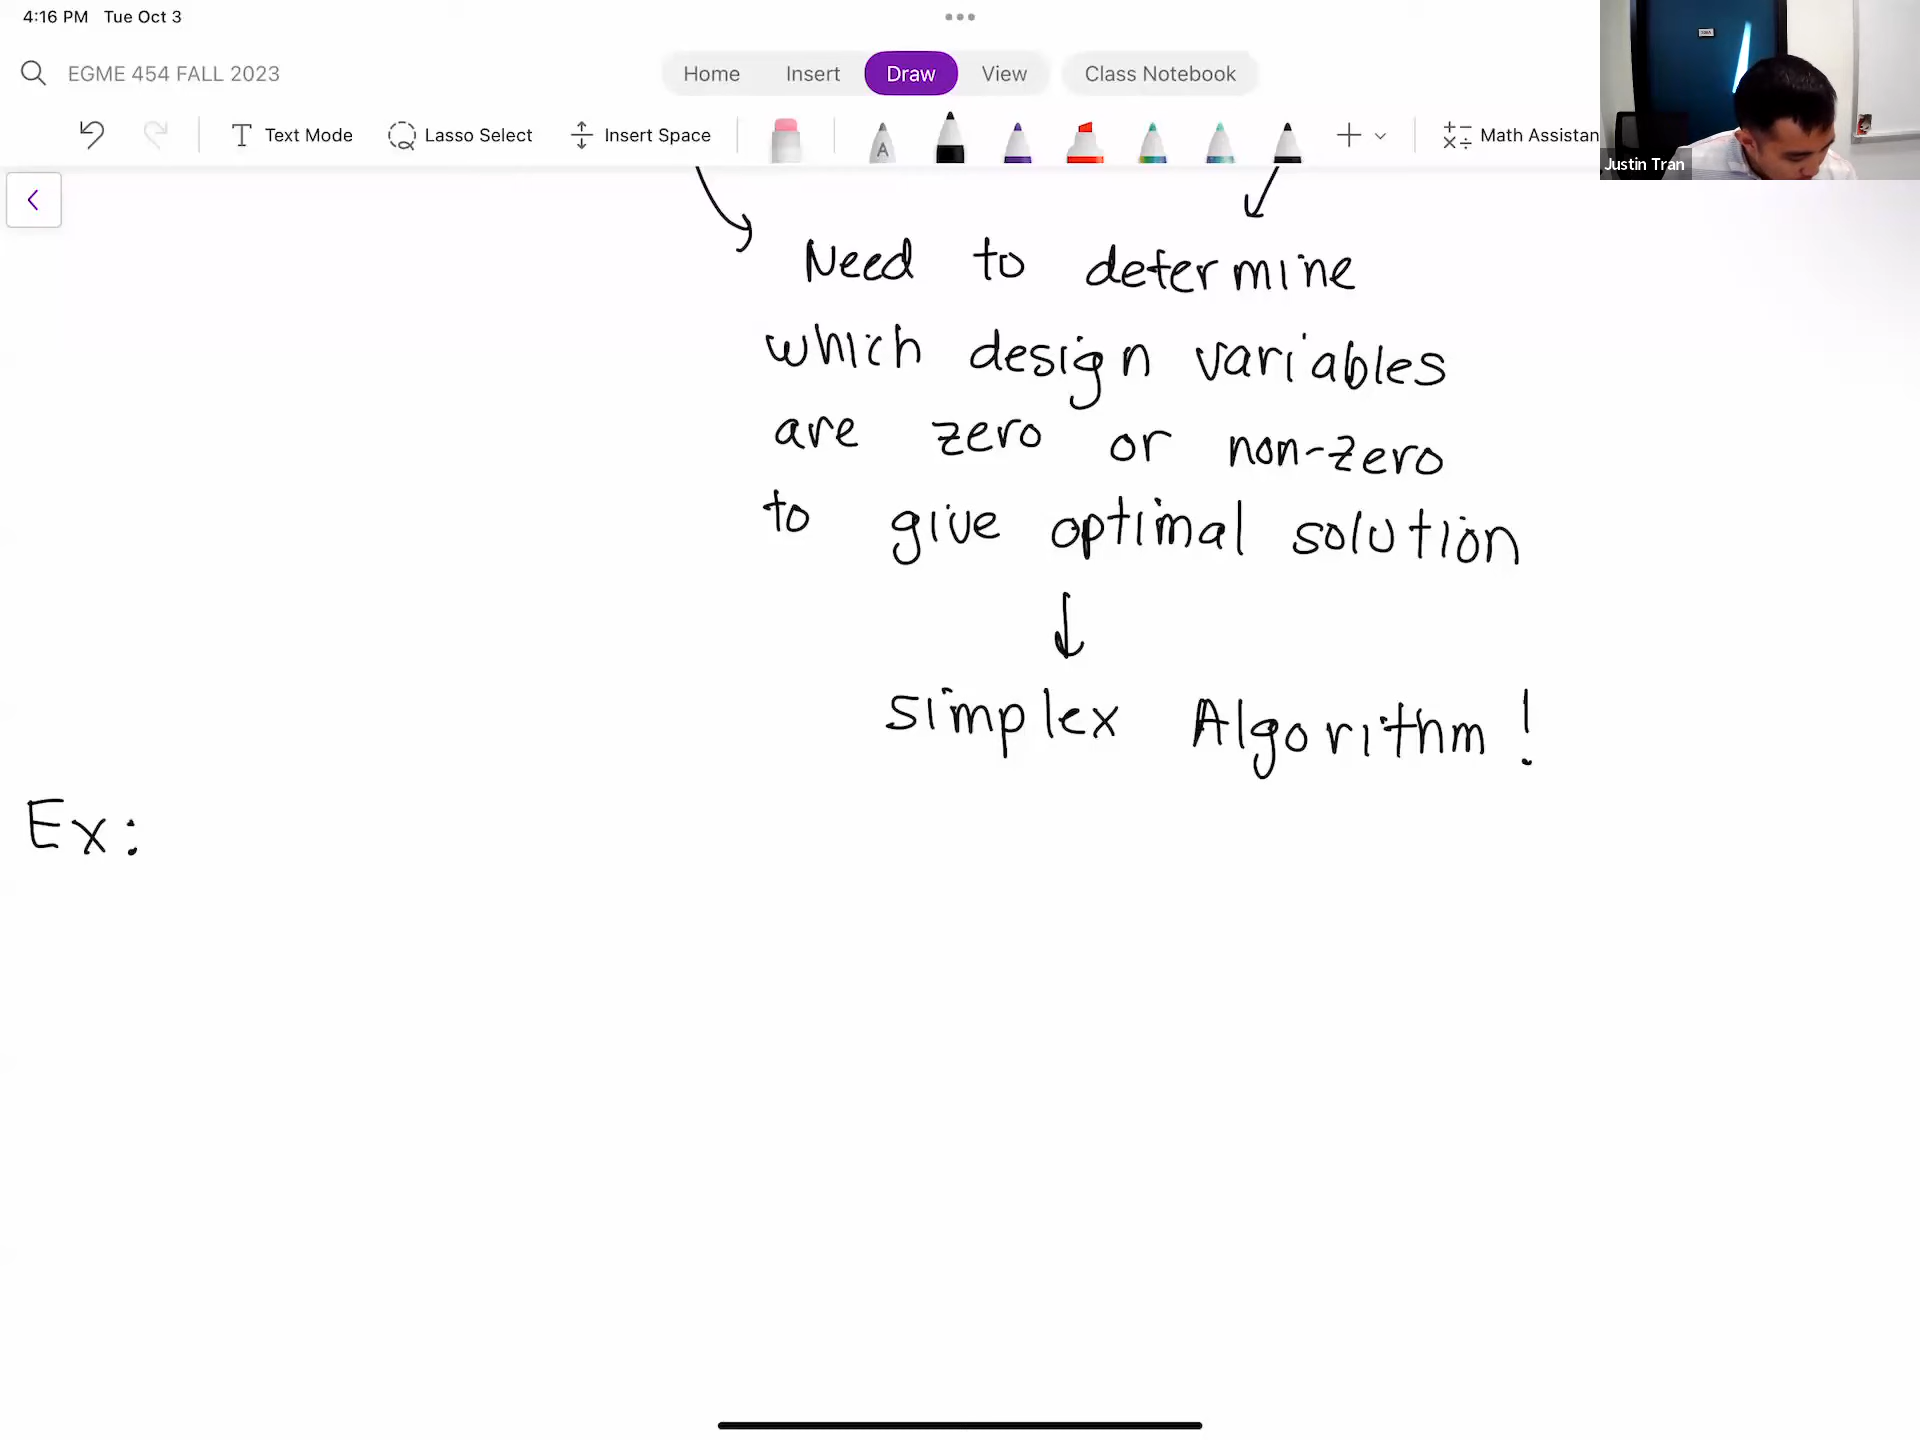 4:16 PM Tue Oct 3
EGME 454 FALL 2023
Home Insert Draw View Class Notebook
Text Mode Lasso Select Insert Space A Math Assistan
Justin Tran
Need to determine
which design variables
are zero or non-zero
to give optimal solution
Simplex Algorithm!
Ex: